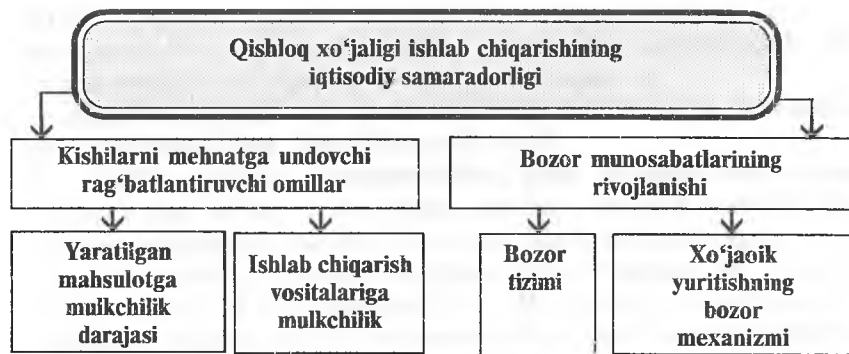 Qishloq xo‘jaligi ishlab chiqarishining
iqtisodiy samaradorligi
Kishilarni mehnatga undovchi
rag‘batlantiruvchi omillar
Bozor munosabatlarining
rivojlanishi
Yaratilgan
mahsulotga
mulkchilik
darajasi
Ishlab chiqarish
vositalariga
mulkchilik
Bozor
tizimi
Xo‘jaoik
yuritishning
bozor
mexanizmi